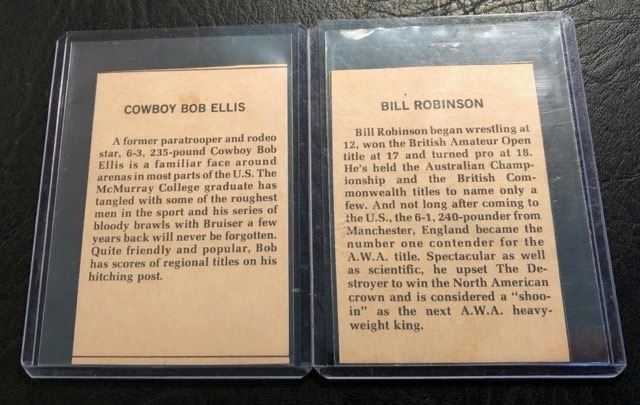 COWBOY BOB ELLIS
A former paratrooper and rodeo
star, 6-3, 235-pound Cowboy Bob
Ellis is a familiar face around
arenas in most parts of the U.S. The
McMurray College graduate has
tangled with some of the roughest
men in the sport and his series of
bloody brawls with Bruiser a few
years back will never be forgotten.
Quite friendly and popular, Bob
has scores of regional titles on his
hitching post.
BILL ROBINSON
Bill Robinson began wrestling at
12, won the British Amateur Open
title at 17 and turned pro at 18.
He's held the Australian Champ-
ionship and the British Com-
monwealth titles to name only a
few. And not long after coming to
the U.S., the 6-1, 240-pounder from
Manchester, England became the
number one contender for the
A.W.A. title. Spectacular as well
as scientific, he upset The De-
stroyer to win the North American
crown and is considered a "shoo-
in" as the next A.W.A. heavy-
weight king.